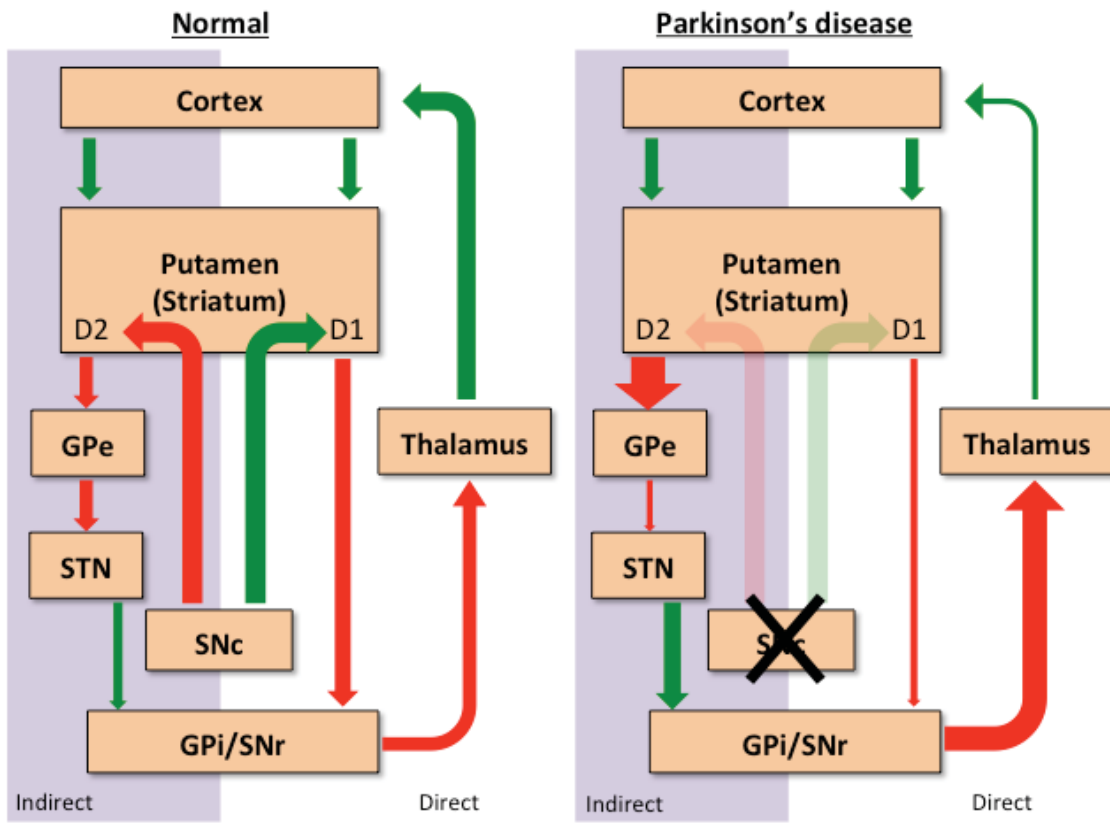 Normal
Cortex
Putamen
(Striatum)
D2
D1
GPe
Thalamus
STN
SNc
GPi/SNr
Indirect
Direct
Parkinson's disease
Cortex
Putamen
(Striatum)
D2
D1
GPe
Thalamus
STN
SNc
GPi/SNr
Indirect
Direct